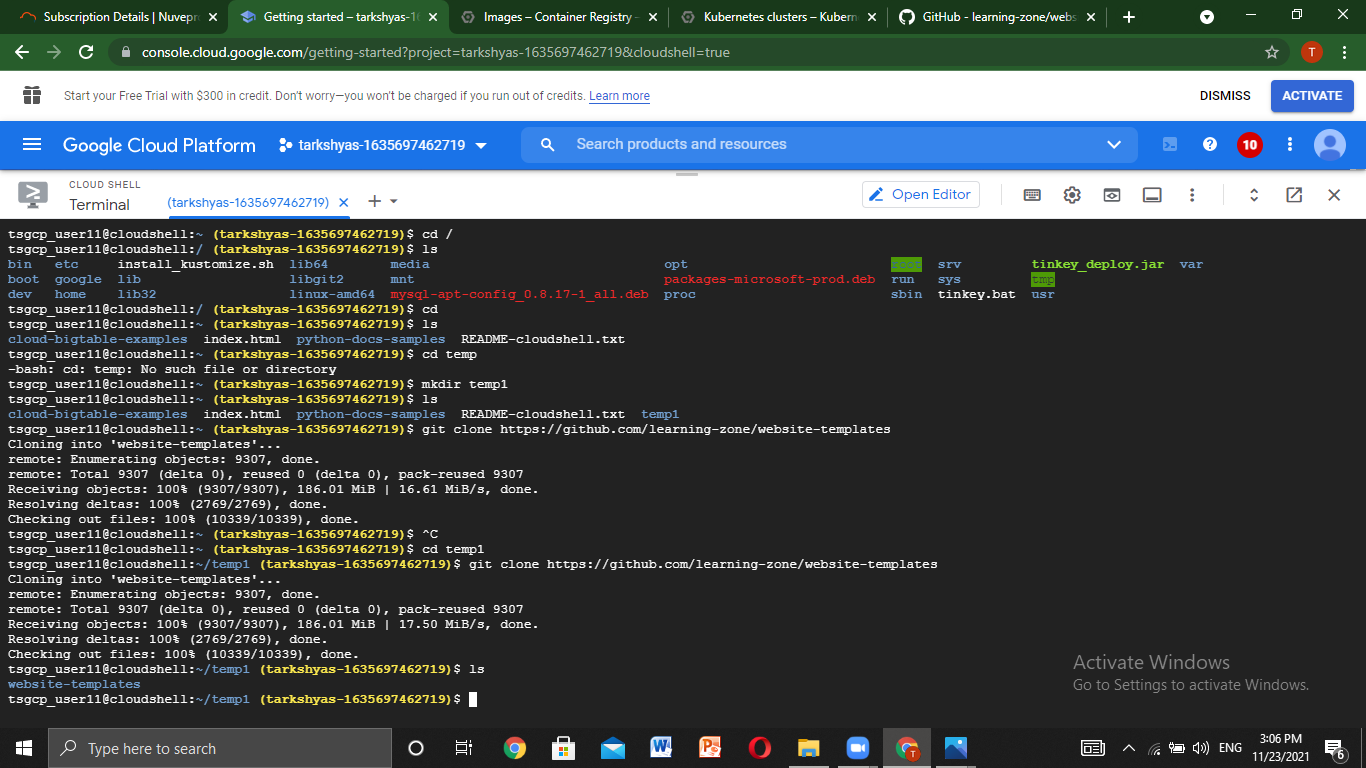 Subscription Details | Nuvepr
Getting started – tarkshyas-16
Images – Container Registry –
Kubernetes clusters – Kubern
GitHub - learning-zone/webs
console.cloud.google.com/getting-started?project=tarkshyas-1635697462719&cloudshell=true
T
Start your Free Trial with $300 in credit. Don't worry—you won't be charged if you run out of credits. Learn more
DISMISS
ACTIVATE
Google Cloud Platform
tarkshyas-1635697462719
Search products and resources
10
CLOUD SHELL
Terminal
(tarkshyas-1635697462719)
Open Editor
tsgcp_user11@cloudshell:~ (tarkshyas-1635697462719)$ cd /
tsgcp_user11@cloudshell:/ (tarkshyas-1635697462719)$ ls
bin etc install_kustomize.sh lib64 media opt srv tinkey_deploy.jar var
boot google lib libgit2 mnt packages-microsoft-prod.deb run sys tmp
dev home lib32 linux-amd64 mysql-apt-config_0.8.17-1_all.deb proc sbin tinkey.bat usr
tsgcp_user11@cloudshell:/ (tarkshyas-1635697462719)$ cd
tsgcp_user11@cloudshell:~ (tarkshyas-1635697462719)$ ls
cloud-bigtable-examples index.html python-docs-samples README-cloudshell.txt
tsgcp_user11@cloudshell:~ (tarkshyas-1635697462719)$ cd temp
-bash: cd: temp: No such file or directory
tsgcp_user11@cloudshell:~ (tarkshyas-1635697462719)$ mkdir temp1
tsgcp_user11@cloudshell:~ (tarkshyas-1635697462719)$ ls
cloud-bigtable-examples index.html python-docs-samples README-cloudshell.txt temp1
tsgcp_user11@cloudshell:~ (tarkshyas-1635697462719)$ git clone https://github.com/learning-zone/website-templates
Cloning into 'website-templates'...
remote: Enumerating objects: 9307, done.
remote: Total 9307 (delta 0), reused 0 (delta 0), pack-reused 9307
Receiving objects: 100% (9307/9307), 186.01 MiB | 16.61 MiB/s, done.
Resolving deltas: 100% (2769/2769), done.
Checking out files: 100% (10339/10339), done.
tsgcp_user11@cloudshell:~ (tarkshyas-1635697462719)$ ^C
tsgcp_user11@cloudshell:~ (tarkshyas-1635697462719)$ cd temp1
tsgcp_user11@cloudshell:~/temp1 (tarkshyas-1635697462719)$ git clone https://github.com/learning-zone/website-templates
Cloning into 'website-templates'...
remote: Enumerating objects: 9307, done.
remote: Total 9307 (delta 0), reused 0 (delta 0), pack-reused 9307
Receiving objects: 100% (9307/9307), 186.01 MiB | 17.50 MiB/s, done.
Resolving deltas: 100% (2769/2769), done.
Checking out files: 100% (10339/10339), done.
tsgcp_user11@cloudshell:~/temp1 (tarkshyas-1635697462719)$ ls
website-templates
tsgcp_user11@cloudshell:~/temp1 (tarkshyas-1635697462719)$
Activate Windows
Go to Settings to activate Windows.
Type here to search
ENG
3:06 PM
11/23/2021
6